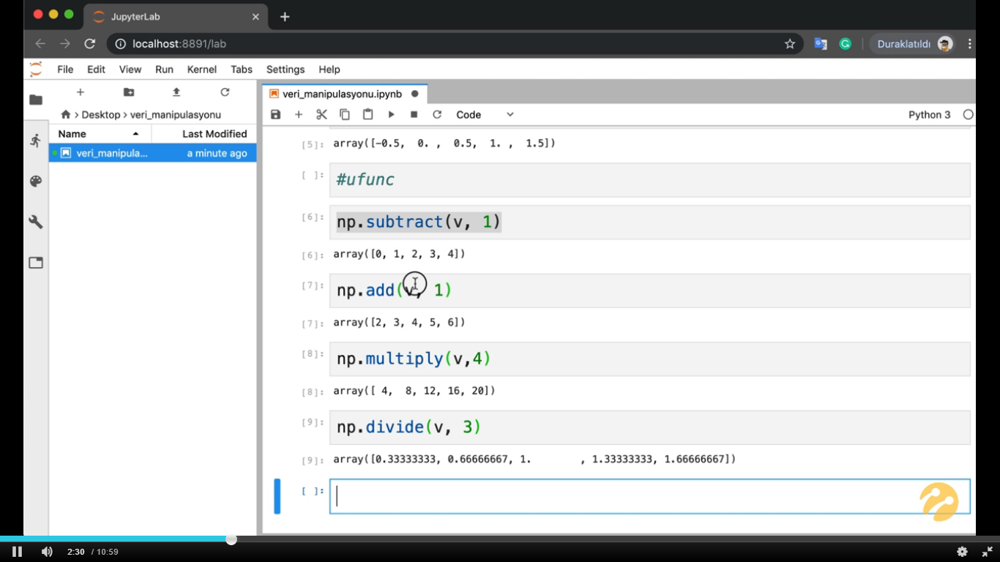 JupyterLab
localhost:8891/lab
Duraklatıldı
File Edit View Run Kernel Tabs Settings Help
veri_manipulasyonu.ipynb
Desktop > veri_manipulasyonu
Code
Python 3
Name Last Modified
veri_manipula... a minute ago
[5]: array([-0.5, 0. , 0.5, 1. , 1.5])
[ ]: #ufunc
[6]: np.subtract(v, 1)
[6]: array([0, 1, 2, 3, 4])
[7]: np.add(v, 1)
[7]: array([2, 3, 4, 5, 6])
[8]: np.multiply(v,4)
[8]: array([ 4, 8, 12, 16, 20])
[9]: np.divide(v, 3)
[9]: array([0.33333333, 0.66666667, 1. , 1.33333333, 1.66666667])
[ ]:
2:30 / 10:59